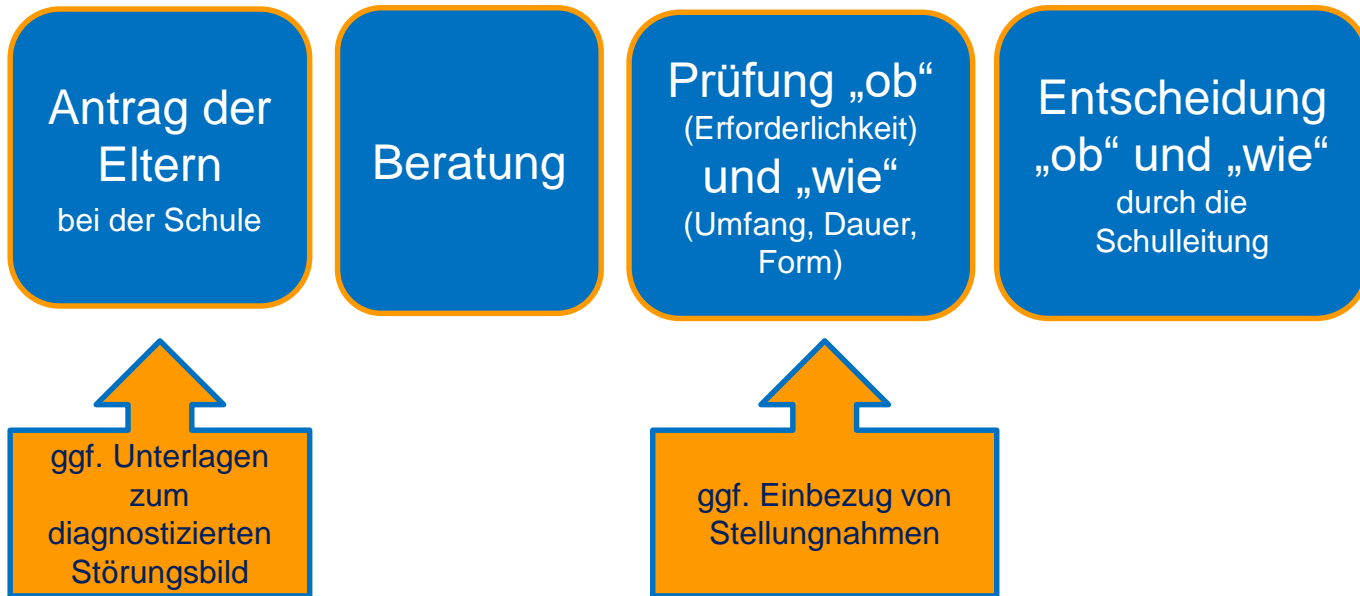 Antrag der
Eltern
bei der Schule
Beratung
Prüfung „ob“
(Erforderlichkeit)
und „wie“
(Umfang, Dauer,
Form)
Entscheidung
„ob“ und „wie“
durch die
Schulleitung
ggf. Unterlagen
zum
diagnostizierten
Störungsbild
ggf. Einbezug von
Stellungnahmen